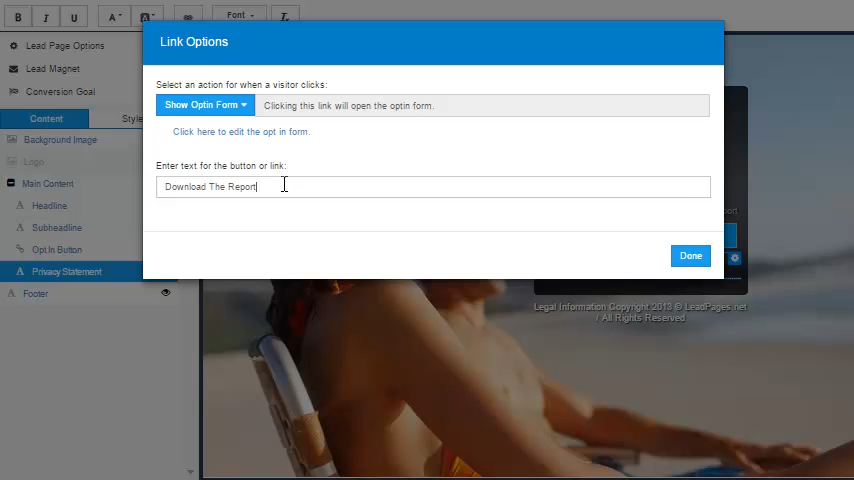 B I U A A Font
Link Options
Lead Page Options
Lead Magnet
Conversion Goal
Select an action for when a visitor clicks:
Show Optin Form
Clicking this link will open the optin form.
Click here to edit the opt in form.
Content
Style
Background Image
Logo
Main Content
Headline
Subheadline
Opt In Button
Privacy Statement
Footer
Enter text for the button or link:
Download The Report
Done
port
Legal Information Copyright 2013 © LeadPages.net
/ All Rights Reserved